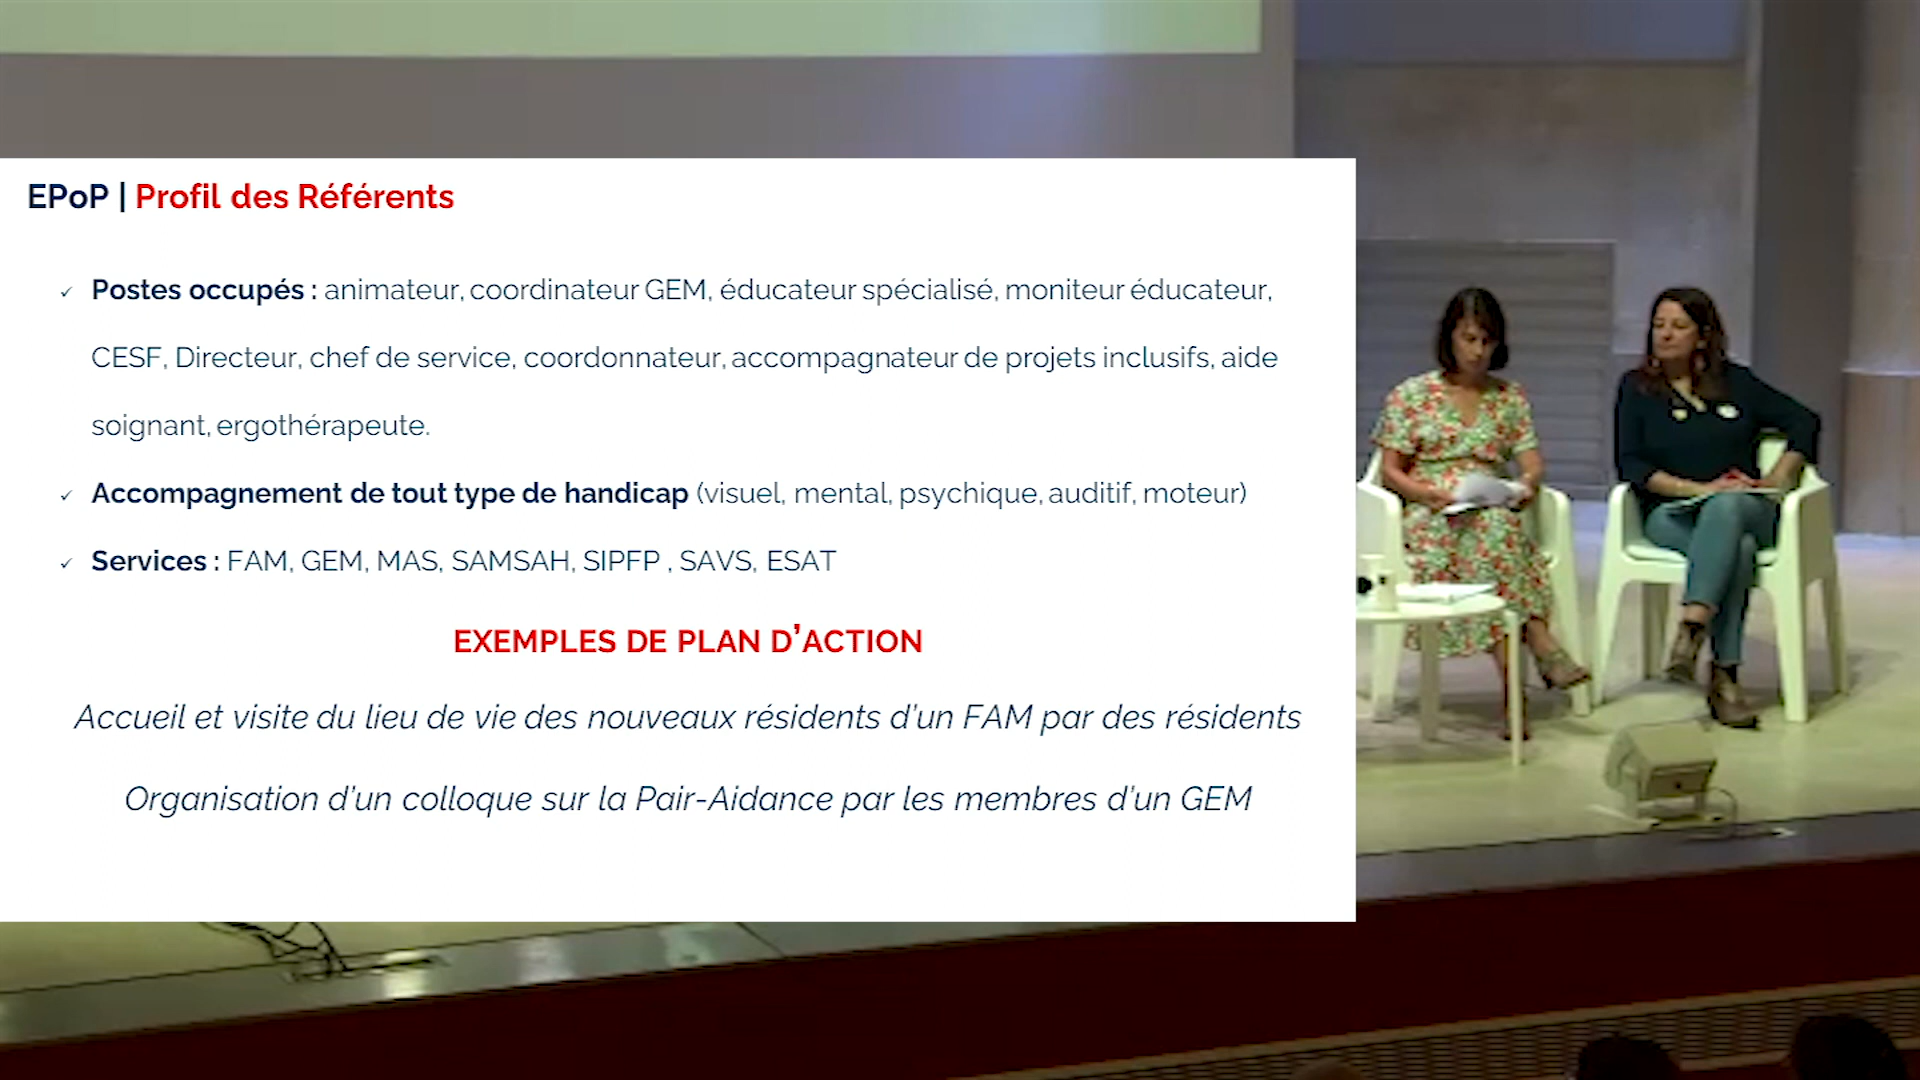 EPoP | Profil des Référents
✓ Postes occupés : animateur, coordinateur GEM, éducateur spécialisé, moniteur éducateur,
CESF, Directeur, chef de service, coordonnateur, accompagnateur de projets inclusifs, aide
soignant, ergothérapeute.
✓ Accompagnement de tout type de handicap (visuel, mental, psychique, auditif, moteur)
✓ Services : FAM, GEM, MAS, SAMSAH, SIPFP , SAVS, ESAT
EXEMPLES DE PLAN D’ACTION
Accueil et visite du lieu de vie des nouveaux résidents d’un FAM par des résidents
Organisation d’un colloque sur la Pair-Aidance par les membres d’un GEM